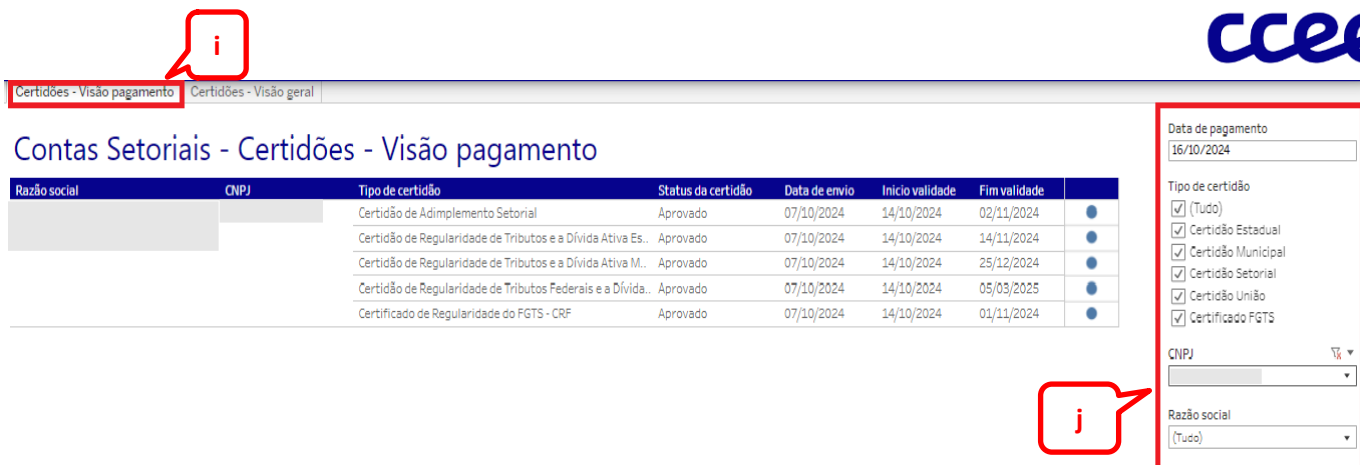 i
ccee
Certidões - Visão pagamento Certidões - Visão geral
Contas Setoriais - Certidões - Visão pagamento
Razão social CNPJ Tipo de certidão Status da certidão Data de envio Inicio validade Fim validade
Certidão de Adimplemento Setorial Aprovado 07/10/2024 14/10/2024 02/11/2024
Certidão de Regularidade de Tributos e a Dívida Ativa Es.. Aprovado 07/10/2024 14/10/2024 14/11/2024
Certidão de Regularidade de Tributos e a Dívida Ativa M.. Aprovado 07/10/2024 14/10/2024 25/12/2024
Certidão de Regularidade de Tributos Federais e a Dívida.. Aprovado 07/10/2024 14/10/2024 05/03/2025
Certificado de Regularidade do FGTS - CRF Aprovado 07/10/2024 14/10/2024 01/11/2024
Data de pagamento
16/10/2024
Tipo de certidão
(Tudo)
Certidão Estadual
Certidão Municipal
Certidão Setorial
Certidão União
Certificado FGTS
CNPJ
j
Razão social
(Tudo)